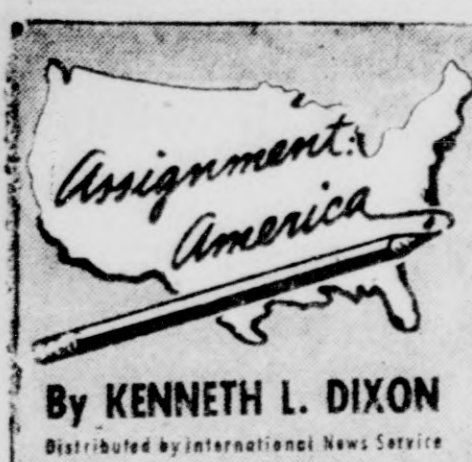 Assignment:
America
By KENNETH L. DIXON
Distributed by International News Service